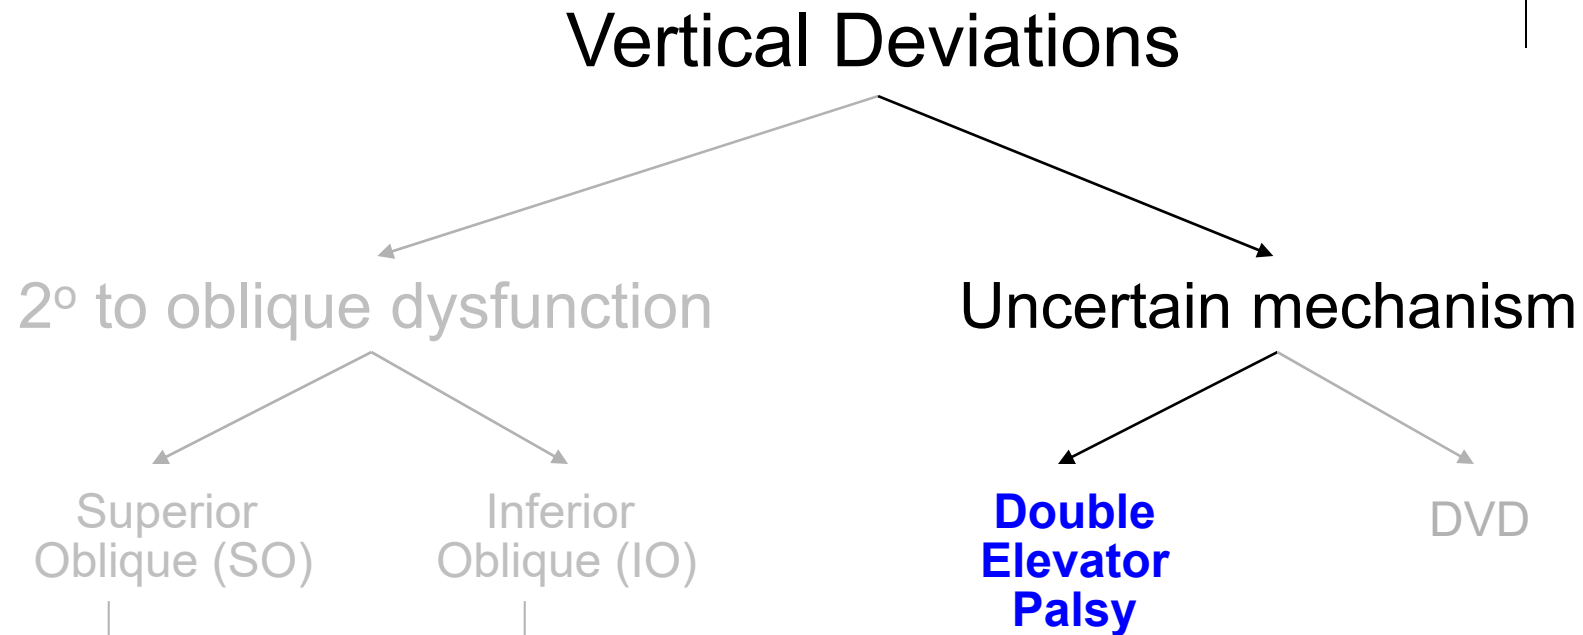 Vertical Deviations
2º to oblique dysfunction
Uncertain mechanism
Superior
Oblique (SO)
Inferior
Oblique (IO)
Double
Elevator
Palsy
DVD